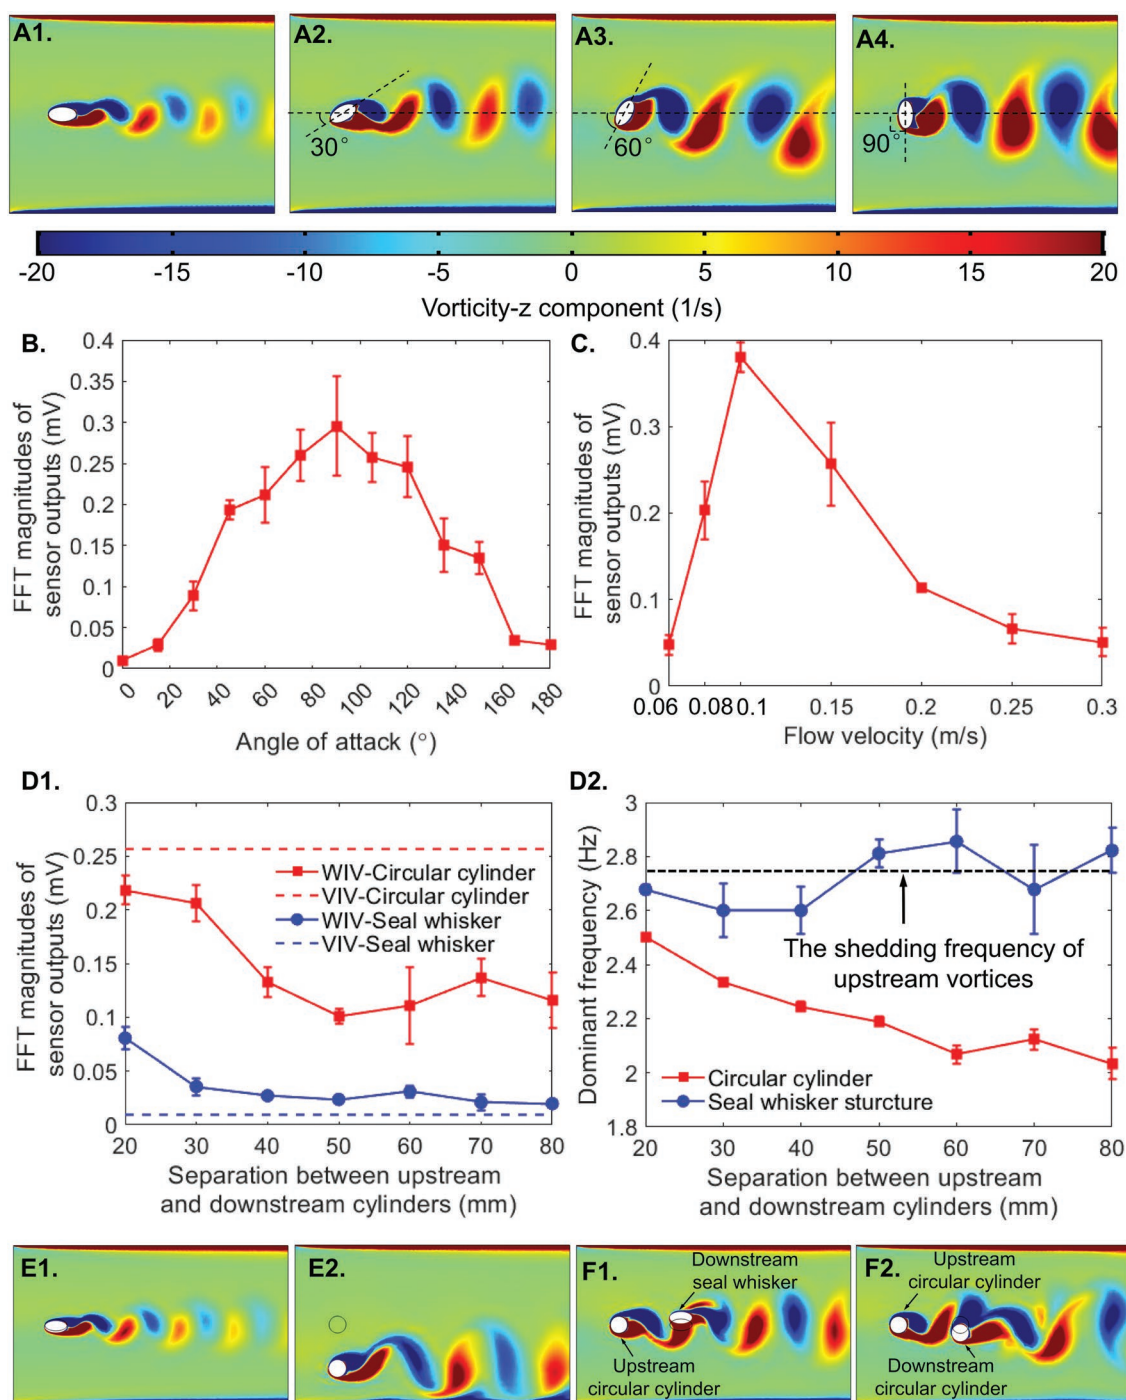 A1.
A2.
A3.
A4.
30°
60°
90°
-20 -15 -10 -5 0 5 10 15 20
Vorticity-z component (1/s)
B.
FFT magnitudes of
sensor outputs (mV)
0.4
0.35
0.3
0.25
0.2
0.15
0.1
0.05
0
0 20 40 60 80 100 120 140 160 180
Angle of attack (°)
C.
FFT magnitudes of
sensor outputs (mV)
0.4
0.3
0.2
0.1
0
0.06 0.08 0.1 0.15 0.2 0.25 0.3
Flow velocity (m/s)
D1.
FFT magnitudes of
sensor outputs (mV)
0.3
0.25
0.2
0.15
0.1
0.05
0
WIV-Circular cylinder
VIV-Circular cylinder
WIV-Seal whisker
VIV-Seal whisker
20 30 40 50 60 70 80
Separation between upstream
and downstream cylinders (mm)
D2.
Dominant frequency (Hz)
3
2.8
2.6
2.4
2.2
2
1.8
The shedding frequency of
upstream vortices
Circular cylinder
Seal whisker sturcture
20 30 40 50 60 70 80
Separation between upstream
and downstream cylinders (mm)
E1.
E2.
F1.
Downstream
seal whisker
Upstream
circular cylinder
F2.
Upstream
circular cylinder
Downstream
circular cylinder